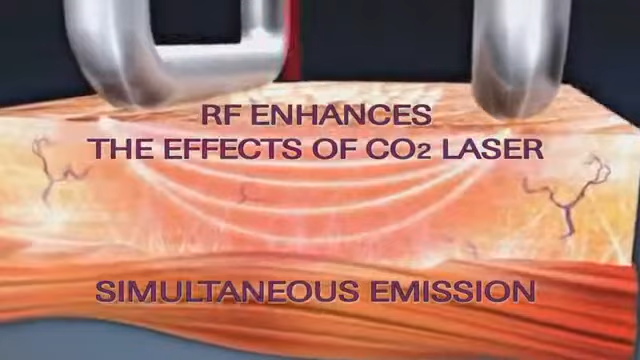 RF ENHANCES
THE EFFECTS OF CO₂ LASER
SIMULTANEOUS EMISSION